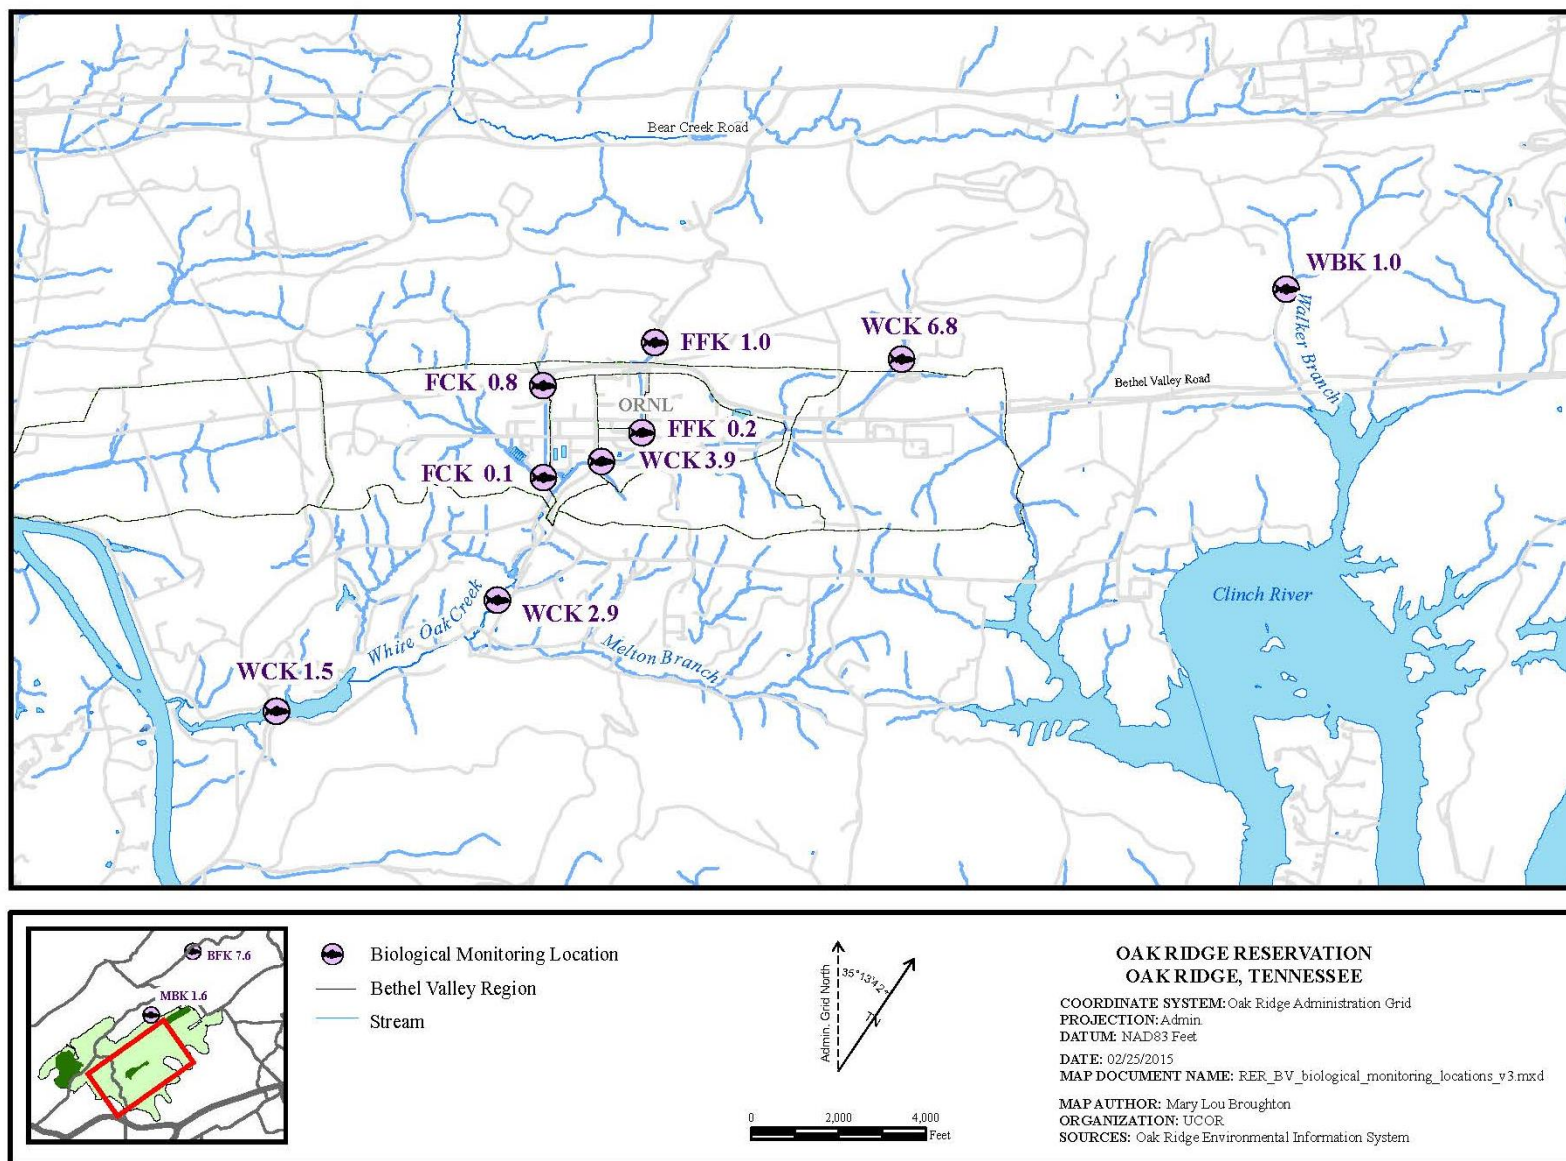 Bear Creek Road
WBK 1.0
Walker Branch
FFK 1.0
WCK 6.8
FCK 0.8
Bethel Valley Road
ORNL
FFK 0.2
WCK 3.9
FCK 0.1
Clinch River
White Oak Creek
WCK 2.9
Melton Branch
WCK 1.5
BFK 7.6
MBK 1.6
Biological Monitoring Location
Bethel Valley Region
Stream
Admin. Grid North
35°13'42"
TN
0 2,000 4,000
Feet
OAK RIDGE RESERVATION
OAK RIDGE, TENNESSEE
COORDINATE SYSTEM: Oak Ridge Administration Grid
PROJECTION: Admin.
DATUM: NAD83 Feet
DATE: 02/25/2015
MAP DOCUMENT NAME: RER_BV_biological_monitoring_locations_v3.mxd
MAP AUTHOR: Mary Lou Broughton
ORGANIZATION: UCOR
SOURCES: Oak Ridge Environmental Information System